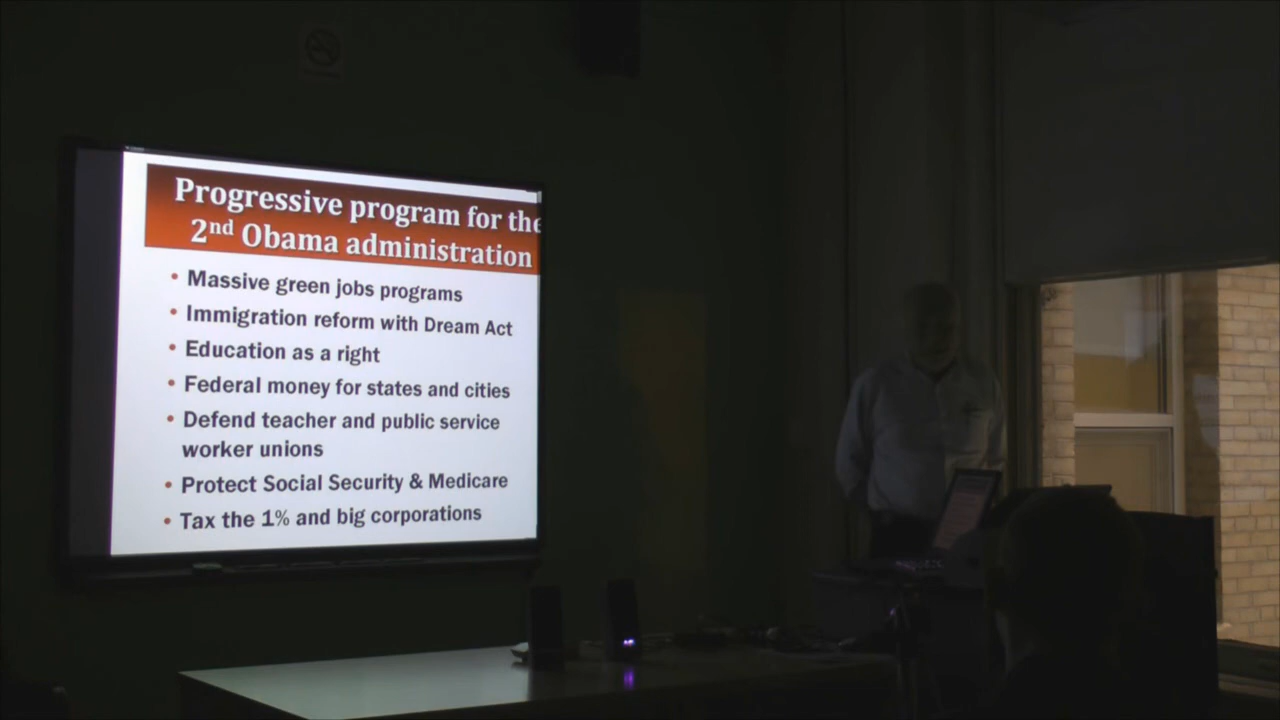 Progressive program for the
2nd Obama administration
• Massive green jobs programs
• Immigration reform with Dream Act
• Education as a right
• Federal money for states and cities
• Defend teacher and public service
worker unions
• Protect Social Security & Medicare
• Tax the 1% and big corporations